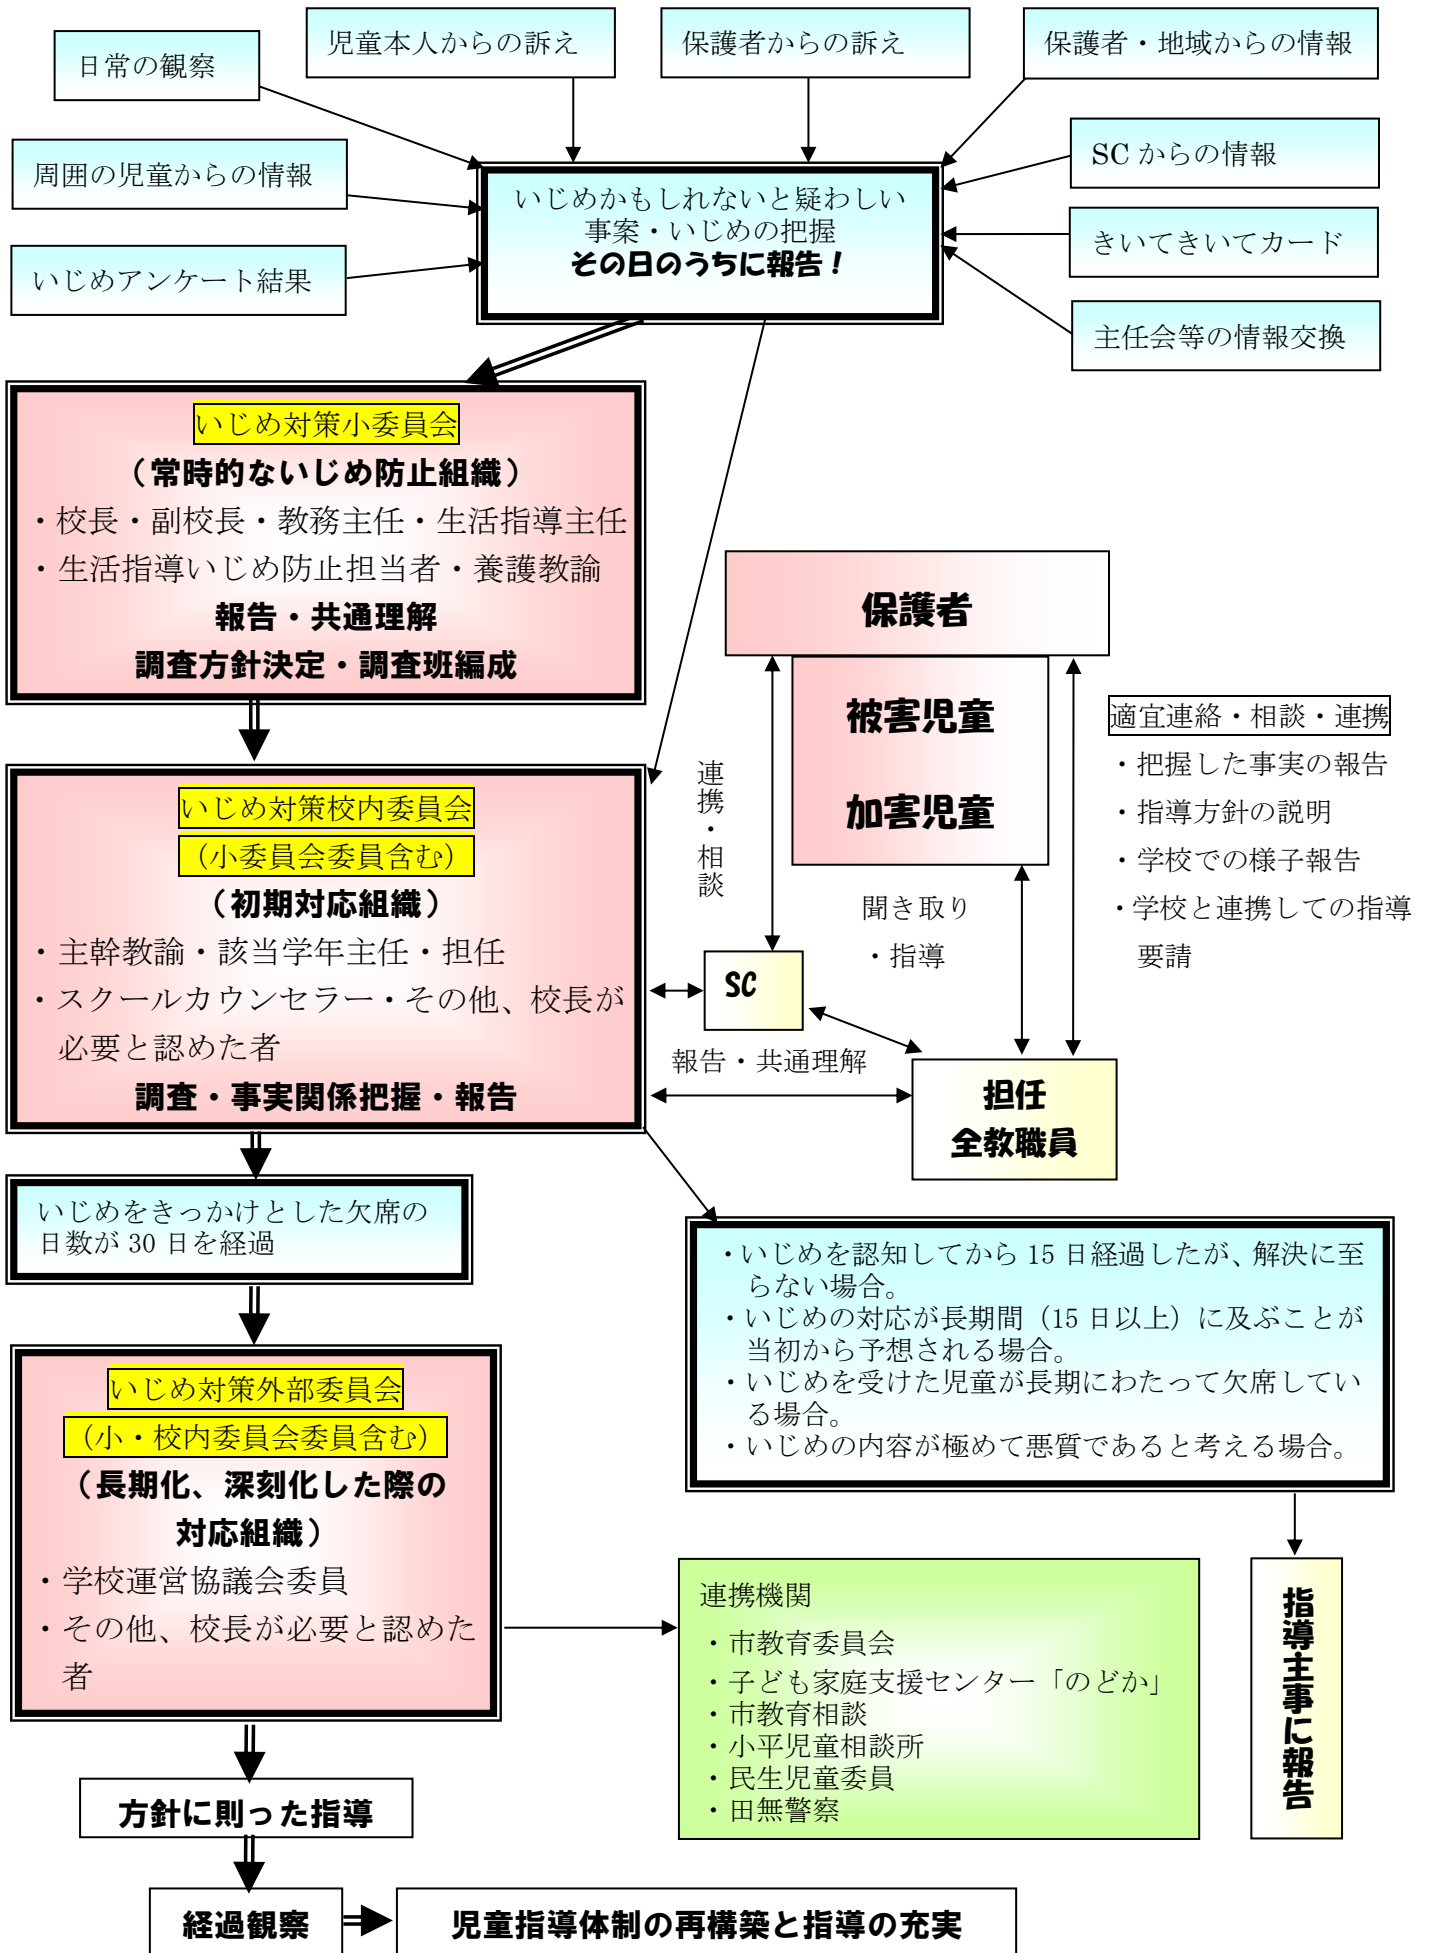 日常の観察
児童本人からの訴え
保護者からの訴え
保護者・地域からの情報
周囲の児童からの情報
SC からの情報
いじめアンケート結果
きいてきいてカード
主任会等の情報交換
いじめかもしれないと疑わしい
事案・いじめの把握
その日のうちに報告！
いじめ対策小委員会
（常時的ないじめ防止組織）
・校長・副校長・教務主任・生活指導主任
・生活指導いじめ防止担当者・養護教諭
報告・共通理解
調査方針決定・調査班編成
保護者
被害児童
加害児童
連携・相談
聞き取り
・指導
適宜連絡・相談・連携
・把握した事実の報告
・指導方針の説明
・学校での様子報告
・学校と連携しての指導
要請
いじめ対策校内委員会
（小委員会委員含む）
（初期対応組織）
・主幹教諭・該当学年主任・担任
・スクールカウンセラー・その他、校長が
必要と認めた者
調査・事実関係把握・報告
SC
報告・共通理解
担任
全教職員
いじめをきっかけとした欠席の
日数が 30 日を経過
・いじめを認知してから 15 日経過したが、解決に至
らない場合。
・いじめの対応が長期間（15 日以上）に及ぶことが
当初から予想される場合。
・いじめを受けた児童が長期にわたって欠席してい
る場合。
・いじめの内容が極めて悪質であると考える場合。
いじめ対策外部委員会
（小・校内委員会委員含む）
（長期化、深刻化した際の
対応組織）
・学校運営協議会委員
・その他、校長が必要と認めた
者
連携機関
・市教育委員会
・子ども家庭支援センター「のどか」
・市教育相談
・小平児童相談所
・民生児童委員
・田無警察
指導主事に報告
方針に則った指導
経過観察
児童指導体制の再構築と指導の充実